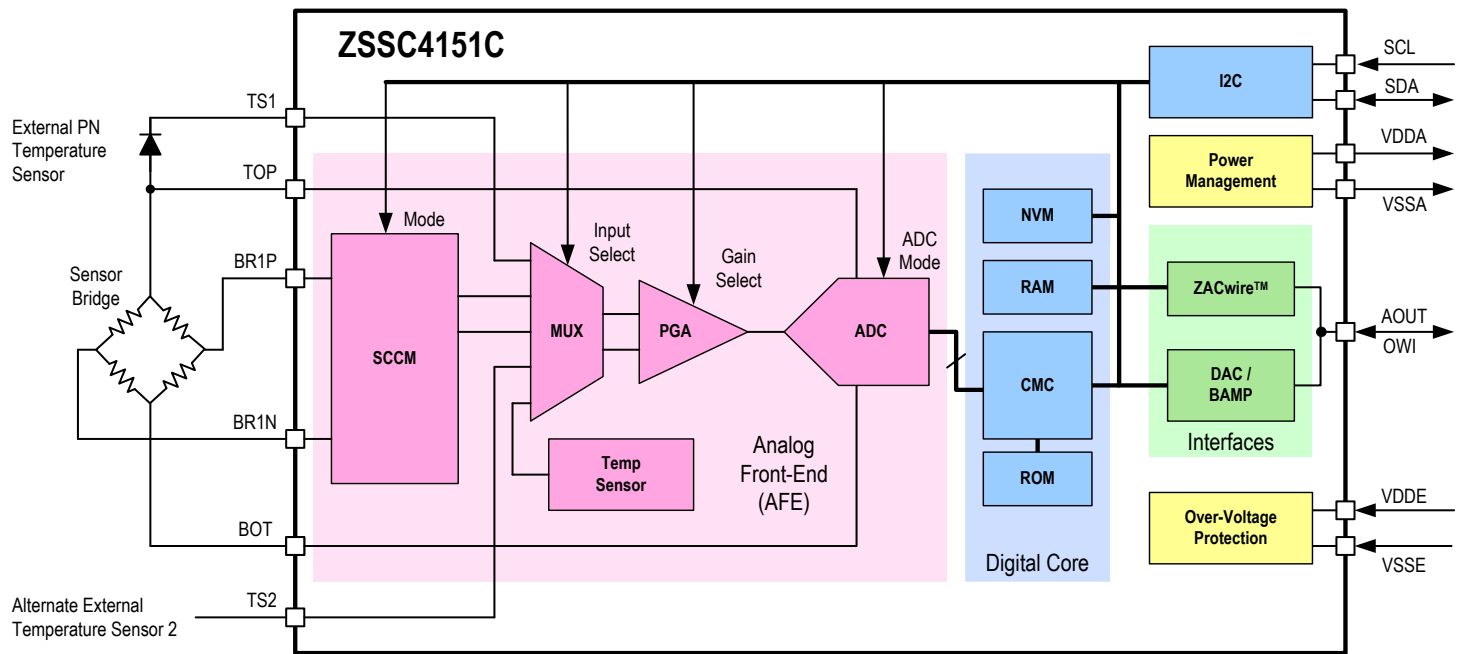 ZSSC4151C
TS1
External PN
Temperature
Sensor
TOP
Mode
Input
Select
Gain
Select
ADC
Mode
BR1P
Sensor
Bridge
SCCM
MUX
PGA
ADC
BR1N
Temp
Sensor
Analog
Front-End
(AFE)
BOT
TS2
Alternate External
Temperature Sensor 2
NVM
RAM
CMC
ROM
Digital Core
I2C
SCL
SDA
Power
Management
VDDA
VSSA
ZACwire™
DAC /
BAMP
Interfaces
AOUT
OWI
Over-Voltage
Protection
VDDE
VSSE